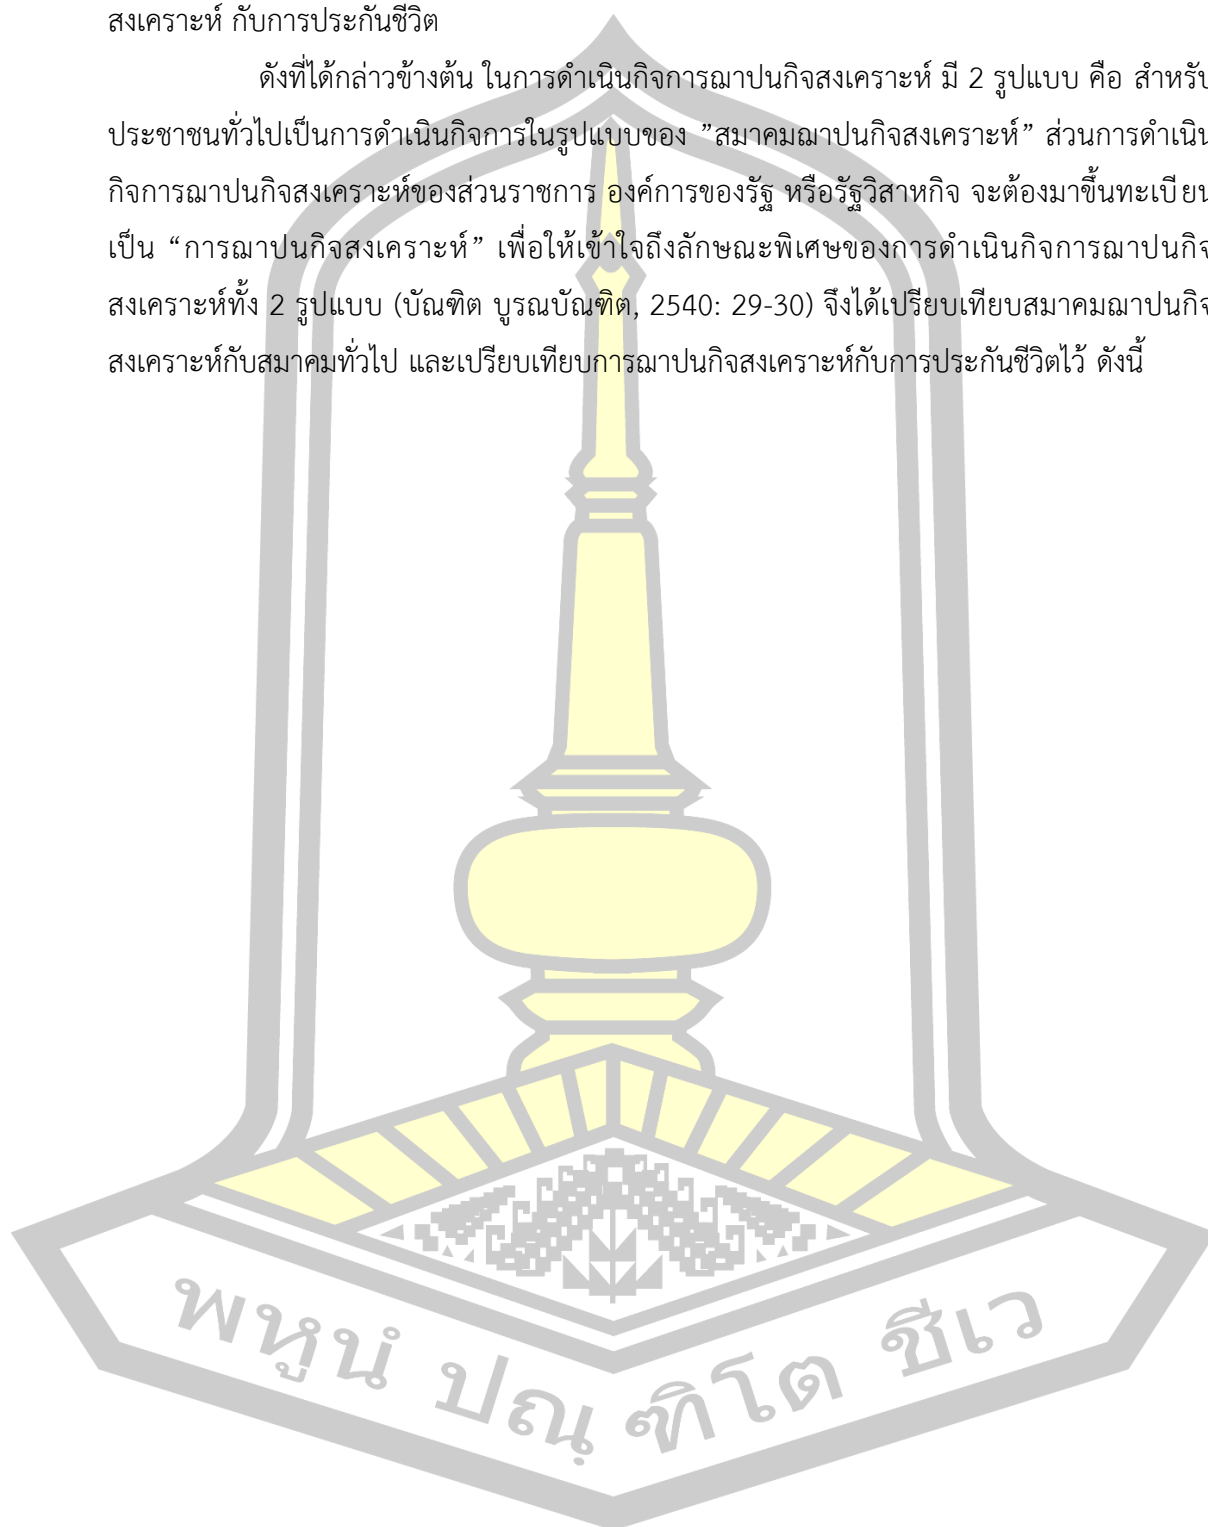 สงเคราะห์ กับการประกันชีวิต
ดังที่ได้กล่าวข้างต้น ในการดำเนินกิจการฌาปนกิจสงเคราะห์ มี 2 รูปแบบ คือ สำหรับ
ประชาชนทั่วไปเป็นการดำเนินกิจการในรูปแบบของ ”สมาคมฌาปนกิจสงเคราะห์” ส่วนการดำเนิน
กิจการฌาปนกิจสงเคราะห์ของส่วนราชการ องค์การของรัฐ หรือรัฐวิสาหกิจ จะต้องมาขึ้นทะเบียน
เป็น “การฌาปนกิจสงเคราะห์” เพื่อให้เข้าใจถึงลักษณะพิเศษของการดำเนินกิจการฌาปนกิจ
สงเคราะห์ทั้ง 2 รูปแบบ (บัณฑิต บูรณบัณฑิต, 2540: 29-30) จึงได้เปรียบเทียบสมาคมฌาปนกิจ
สงเคราะห์กับสมาคมทั่วไป และเปรียบเทียบการฌาปนกิจสงเคราะห์กับการประกันชีวิตไว้ ดังนี้
พหูนํ ปณฺฑิโต ชีเว